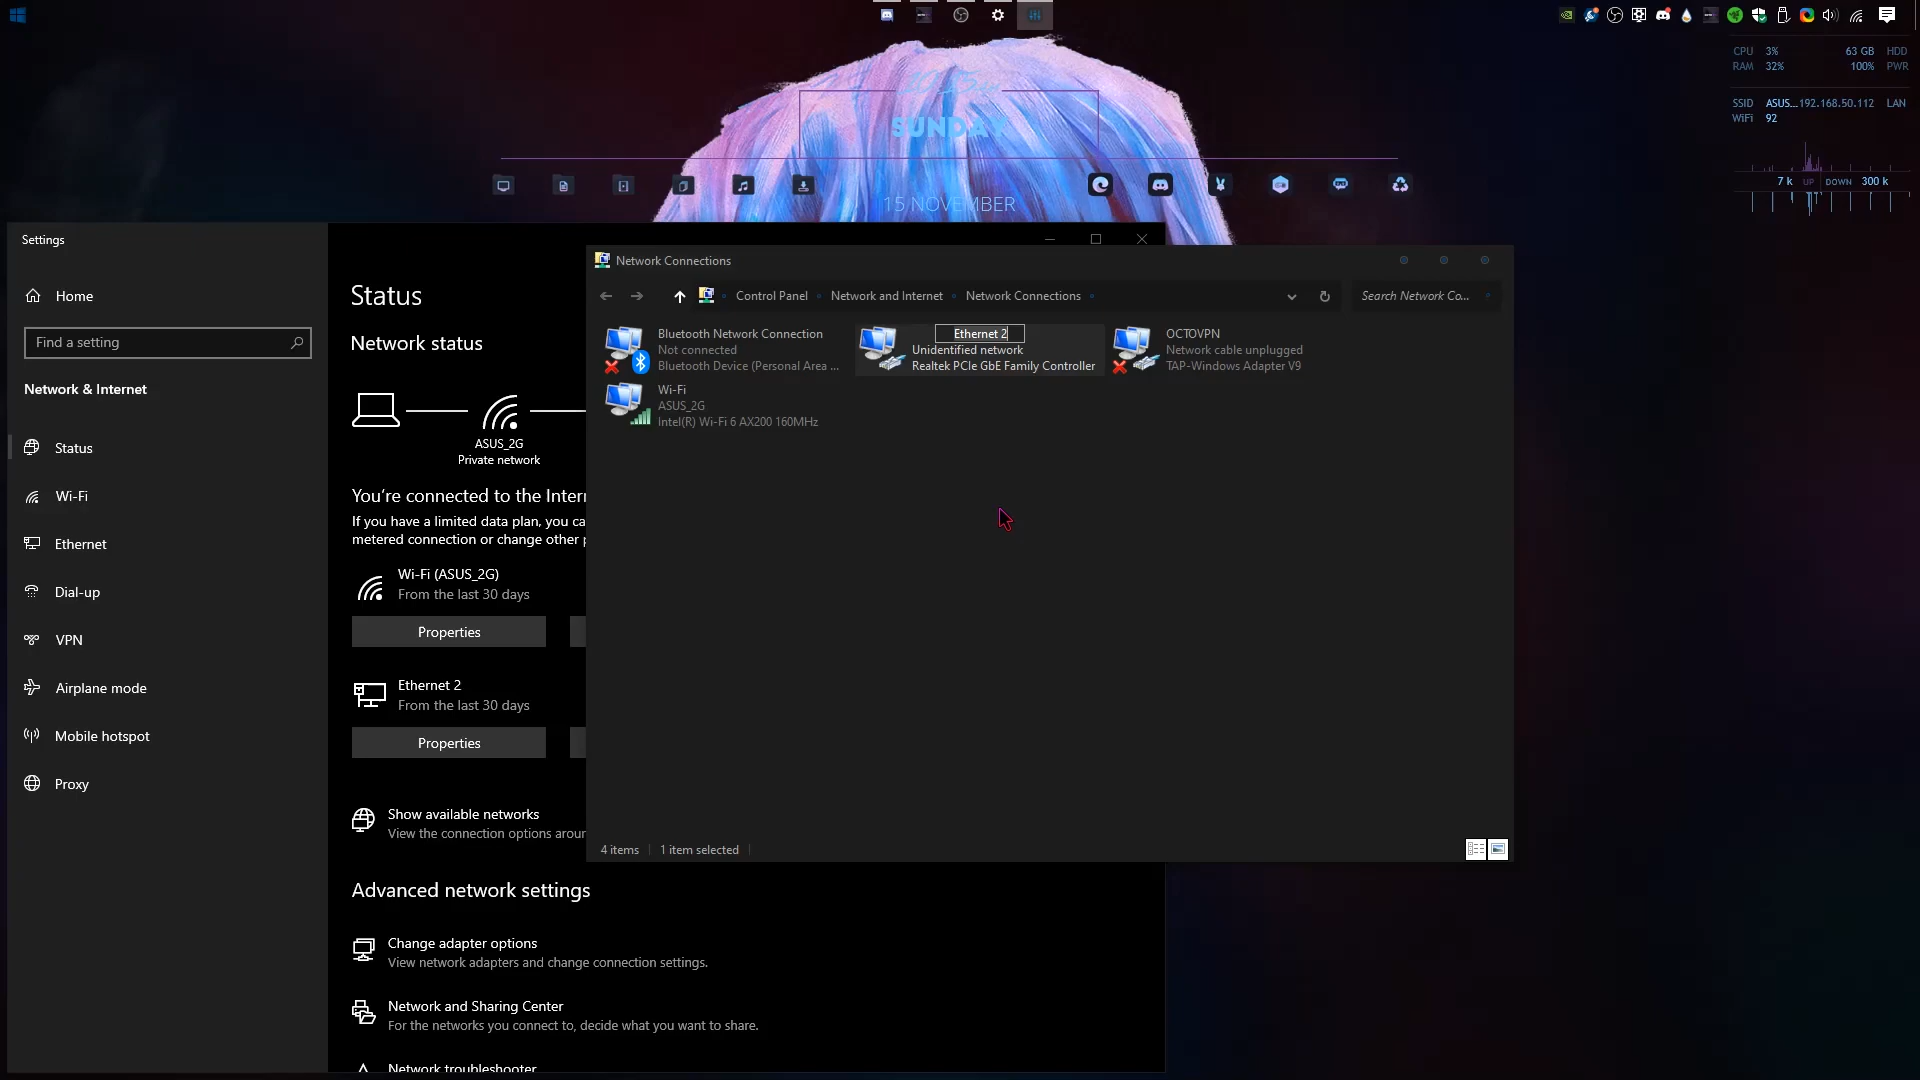 CPU 3% 63 GB HDD
RAM 32% 100% PWR
SSID ASUS... 192.168.50.112 LAN
WiFi 92
7 k UP DOWN 300 k
SUNDAY
15 NOVEMBER
Settings
Home
Find a setting
Network & Internet
Status
Wi-Fi
Ethernet
Dial-up
VPN
Airplane mode
Mobile hotspot
Proxy
Status
Network status
ASUS_2G
Private network
You're connected to the Inter
If you have a limited data plan, you ca
metered connection or change other p
Wi-Fi (ASUS_2G)
From the last 30 days
Properties
Ethernet 2
From the last 30 days
Properties
Show available networks
View the connection options aroun
Advanced network settings
Change adapter options
View network adapters and change connection settings.
Network and Sharing Center
For the networks you connect to, decide what you want to share.
Network troubleshooter
Network Connections
Control Panel Network and Internet Network Connections
Search Network Co...
Bluetooth Network Connection
Not connected
Bluetooth Device (Personal Area ...
Ethernet 2
Unidentified network
Realtek PCIe GbE Family Controller
OCTOVPN
Network cable unplugged
TAP-Windows Adapter V9
Wi-Fi
ASUS_2G
Intel(R) Wi-Fi 6 AX200 160MHz
4 items 1 item selected